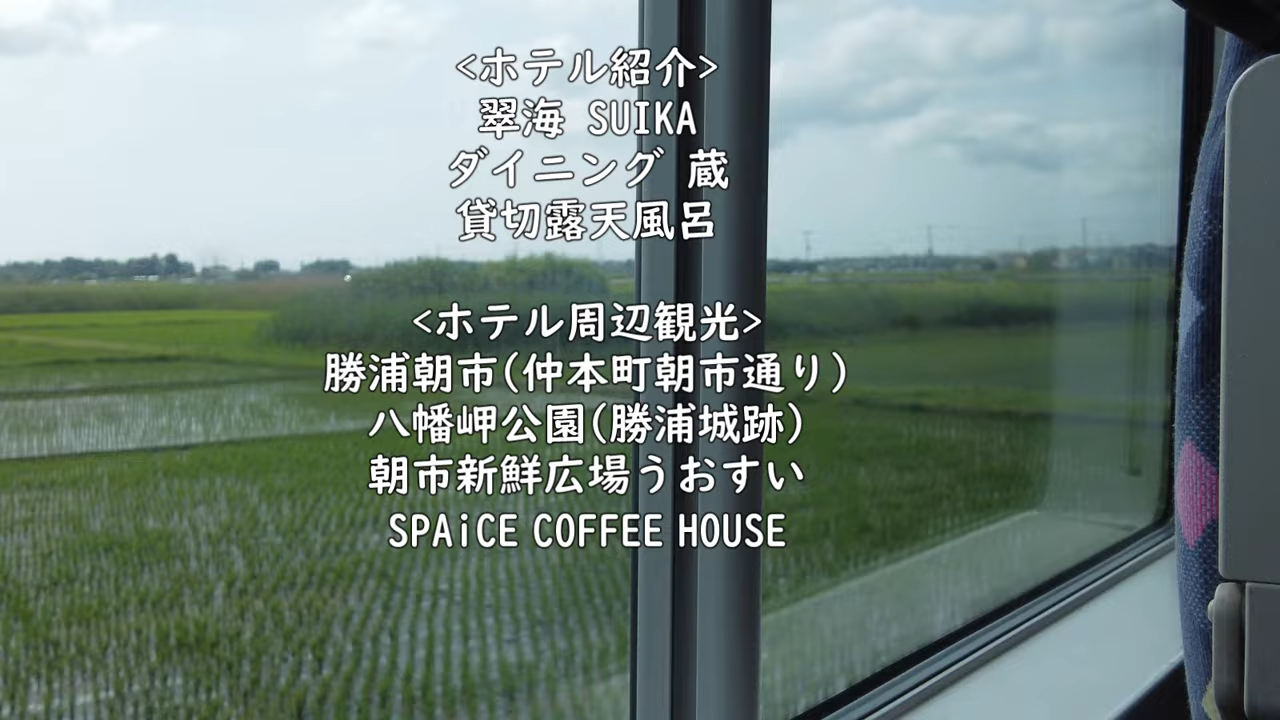 <ホテル紹介>
翠海 SUIKA
ダイニング 蔵
貸切露天風呂
<ホテル周辺観光>
勝浦朝市(仲本町朝市通り)
八幡岬公園(勝浦城跡)
朝市新鮮広場うおすい
SPAiCE COFFEE HOUSE